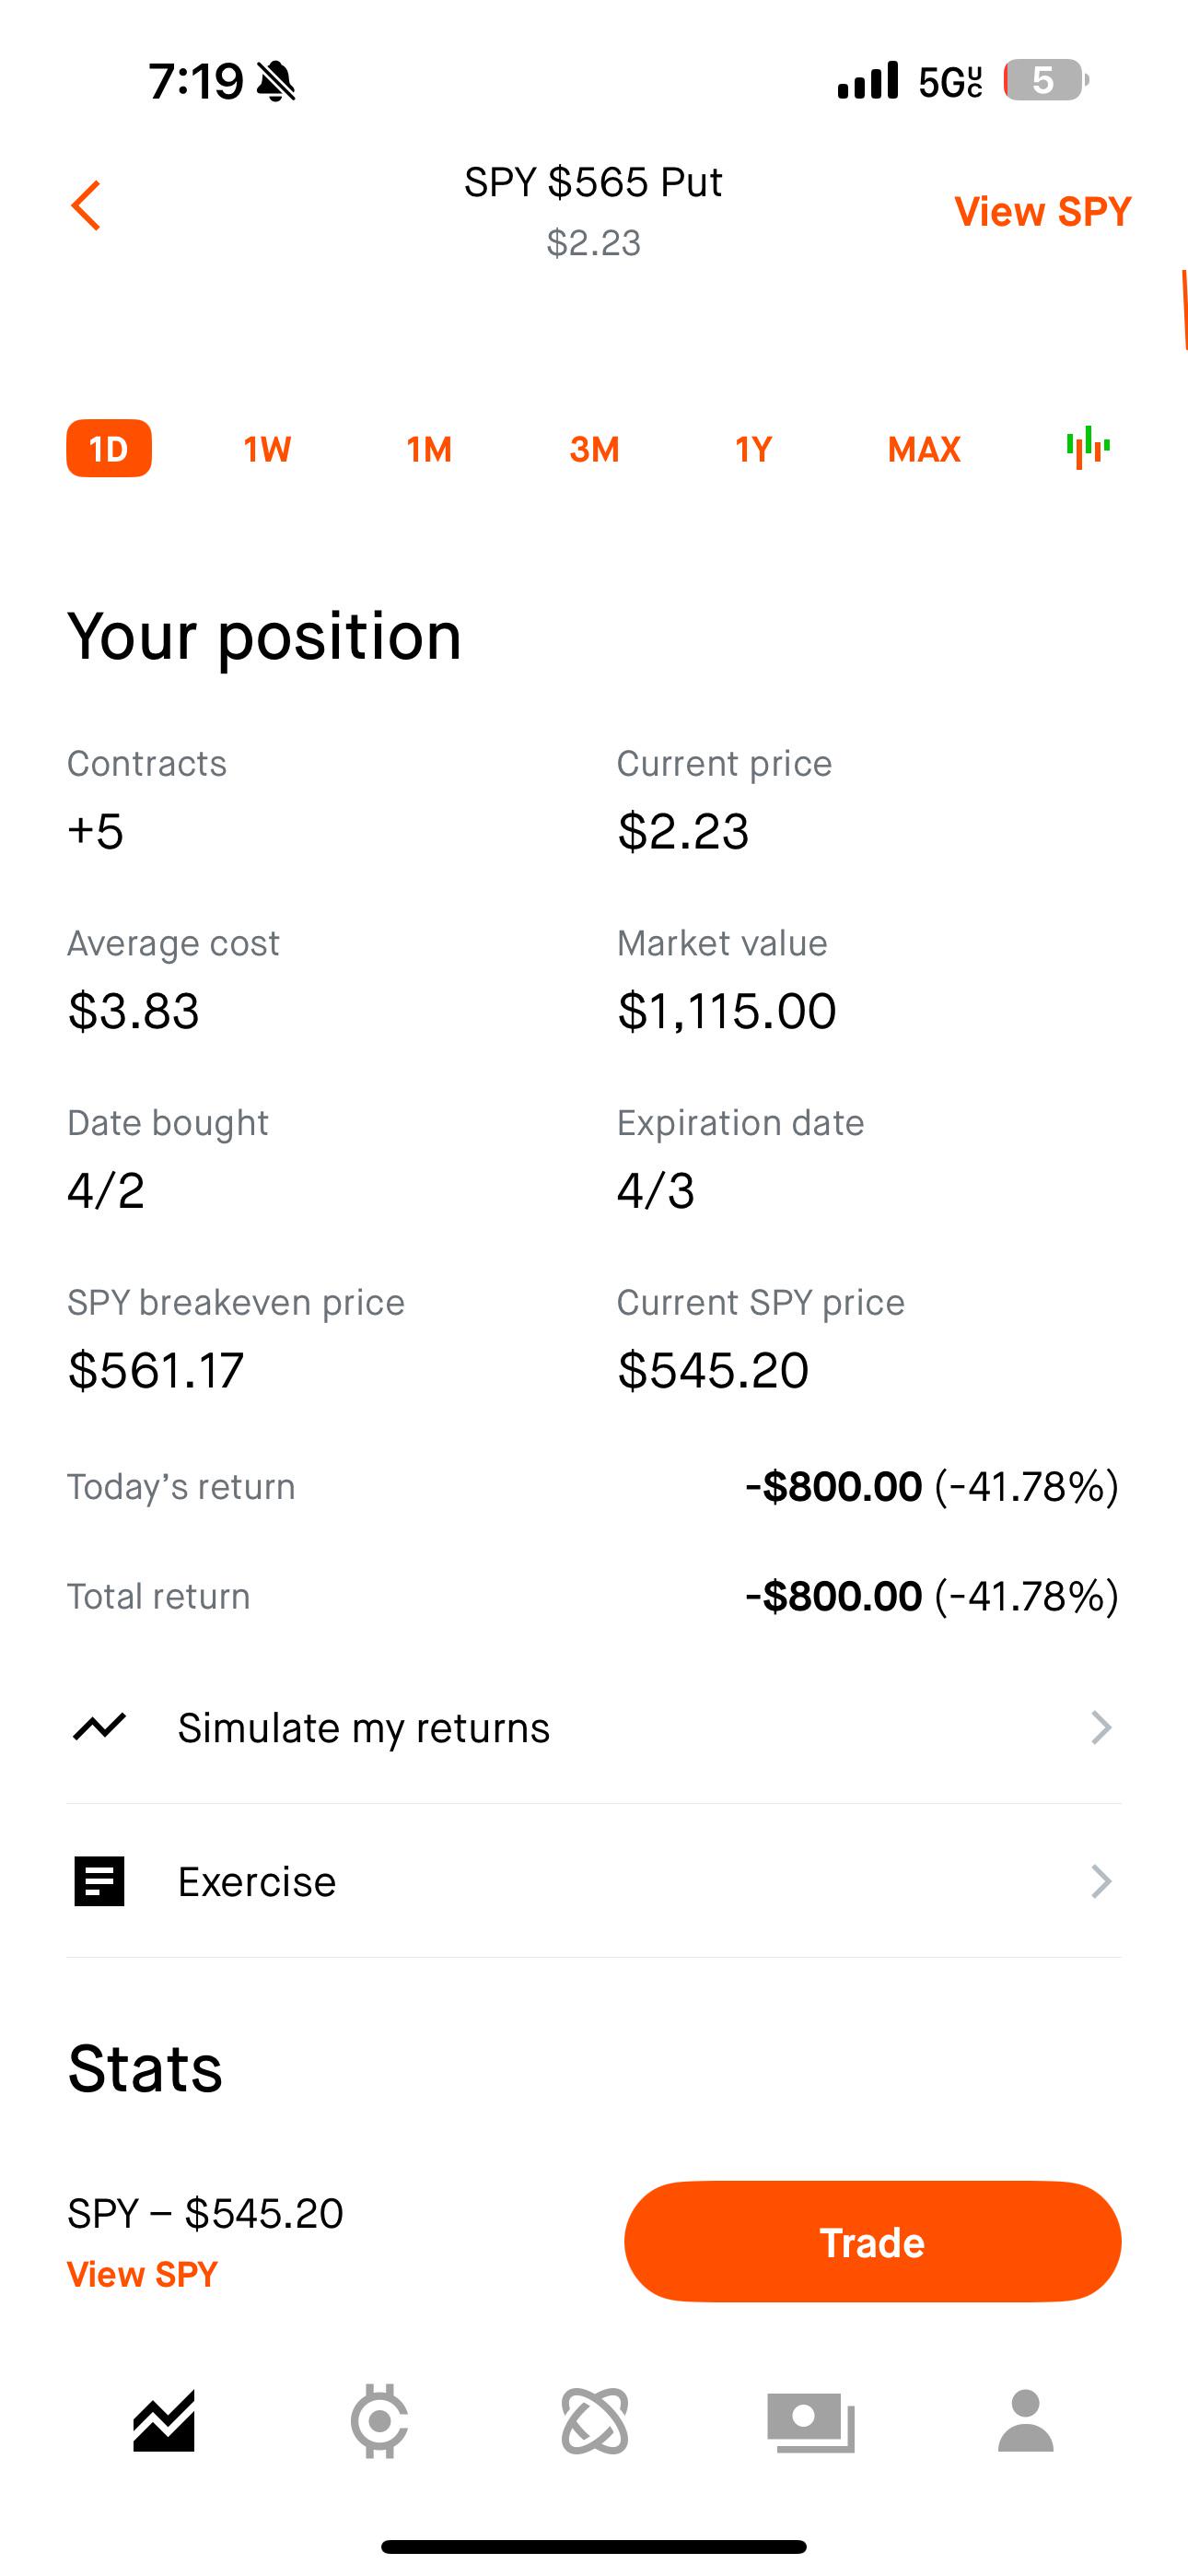 7:19 5GUC 5
SPY $565 Put
$2.23
View SPY
1D 1W 1M 3M 1Y MAX
Your position
Contracts Current price
+5 $2.23
Average cost Market value
$3.83 $1,115.00
Date bought Expiration date
4/2 4/3
SPY breakeven price Current SPY price
$561.17 $545.20
Today’s return -$800.00 (-41.78%)
Total return -$800.00 (-41.78%)
Simulate my returns
Exercise
Stats
SPY – $545.20
View SPY
Trade